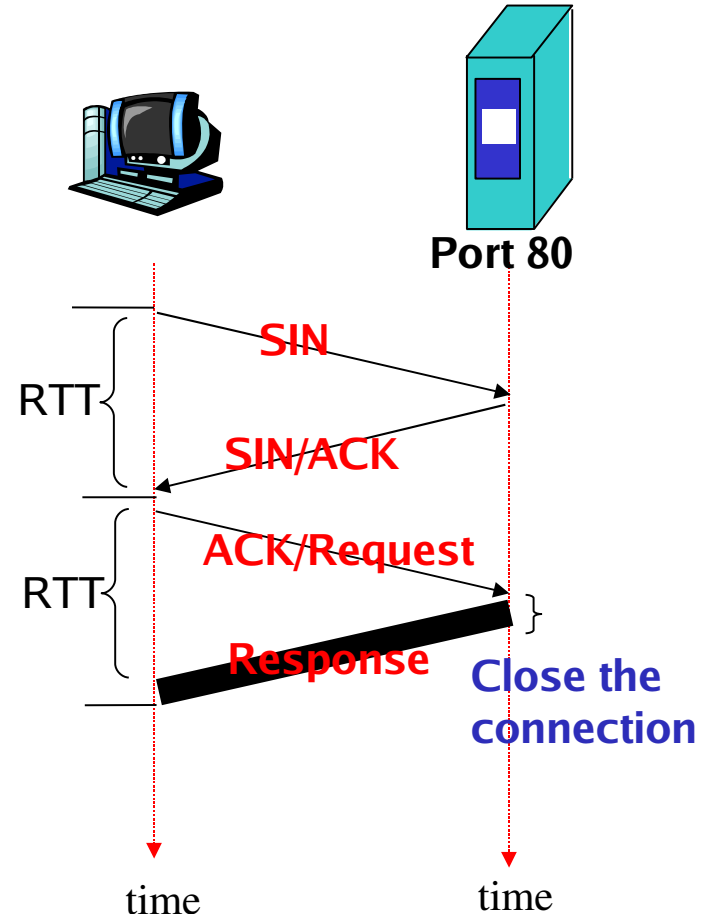 Port 80
SIN
RTT
SIN/ACK
ACK/Request
RTT
Response
Close the
connection
time
time